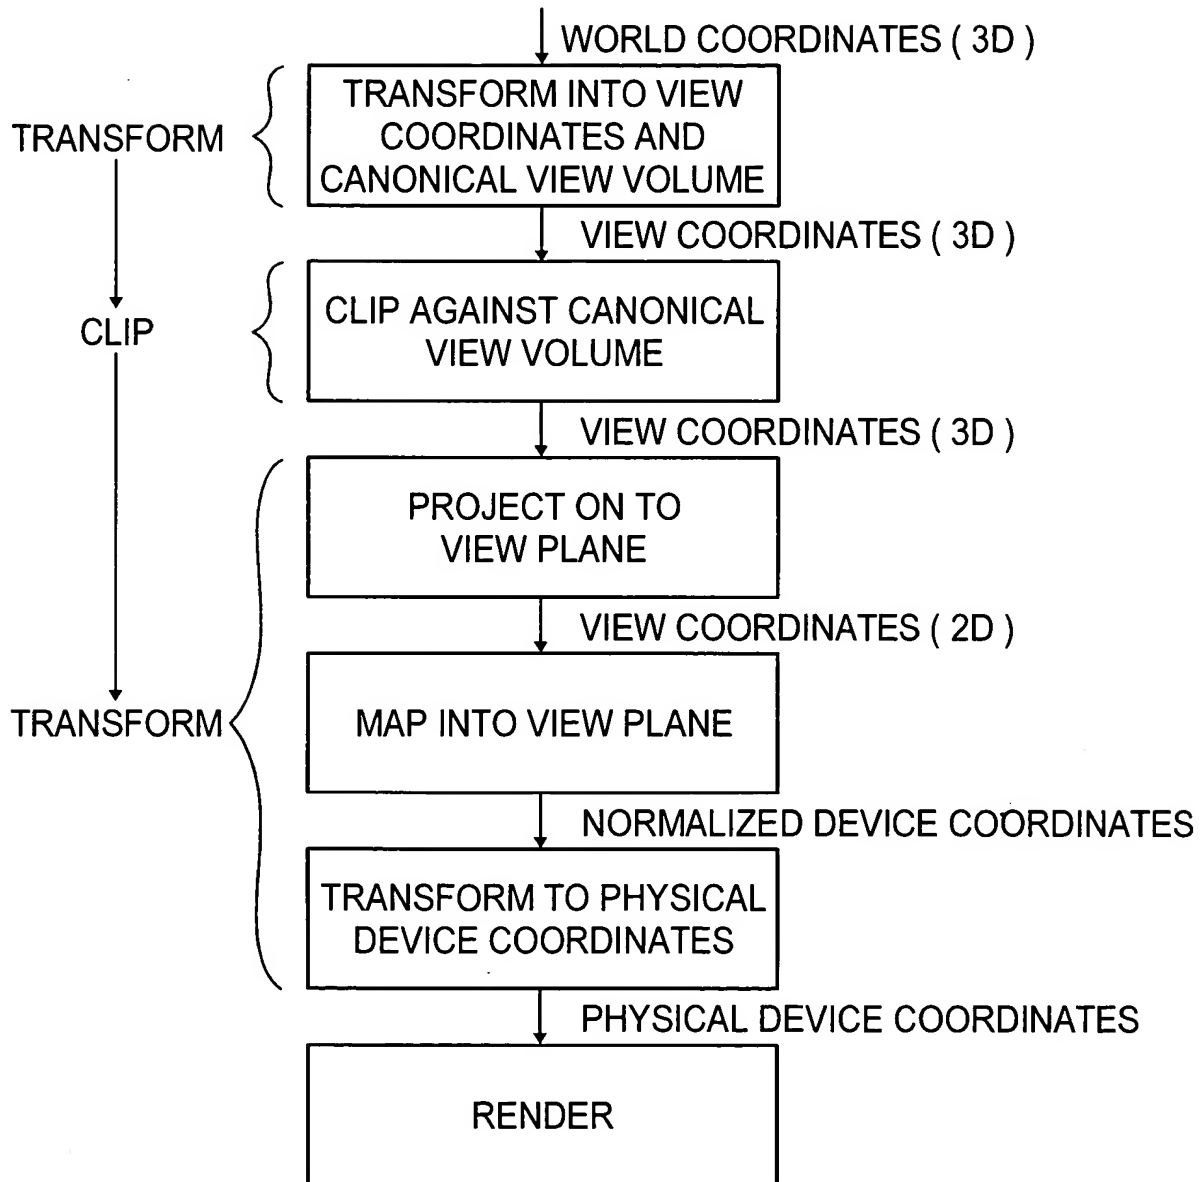 WORLD COORDINATES ( 3D )
TRANSFORM INTO VIEW
COORDINATES AND
CANONICAL VIEW VOLUME
TRANSFORM
VIEW COORDINATES ( 3D )
CLIP AGAINST CANONICAL
VIEW VOLUME
CLIP
VIEW COORDINATES ( 3D )
PROJECT ON TO
VIEW PLANE
VIEW COORDINATES ( 2D )
TRANSFORM
MAP INTO VIEW PLANE
NORMALIZED DEVICE COORDINATES
TRANSFORM TO PHYSICAL
DEVICE COORDINATES
PHYSICAL DEVICE COORDINATES
RENDER